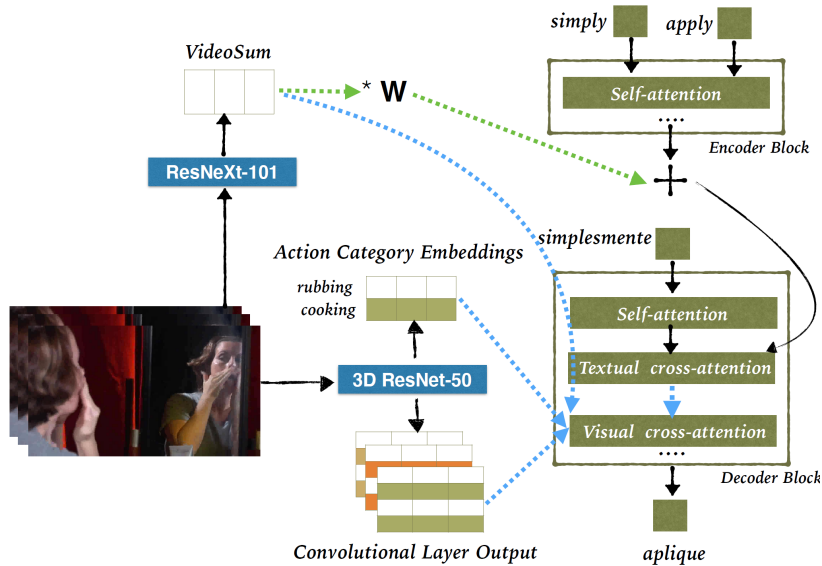 simply apply
VideoSum
* W
Self-attention
....
Encoder Block
ResNeXt-101
simplesmente
Action Category Embeddings
rubbing
cooking
Self-attention
3D ResNet-50
Textual cross-attention
Visual cross-attention
....
Decoder Block
Convolutional Layer Output
aplique